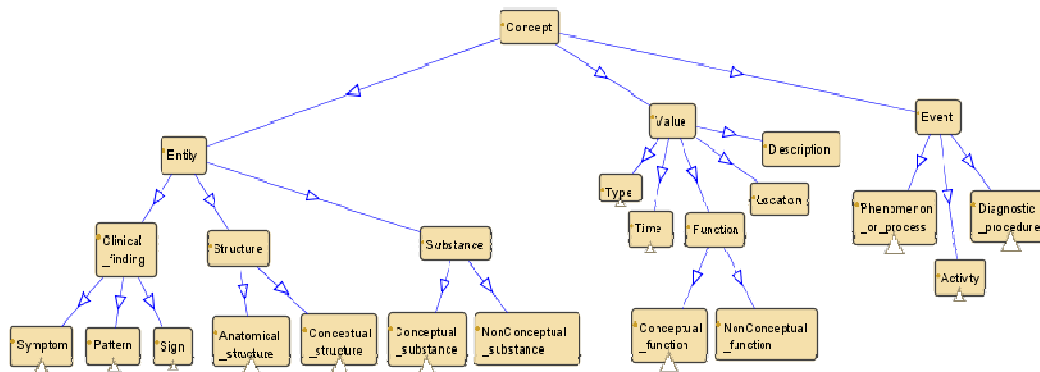 Concept
Entity
Value
Event
Description
Type
Location
Time
Function
Phenomenon
_or_process
Diagnostic
_procedure
Activity
Clinical
_finding
Structure
Substance
Symptom
Pattern
Sign
Anatomical
_structure
Conceptual
_structure
Conceptual
_substance
NonConceptual
_substance
Conceptual
_function
NonConceptual
_function